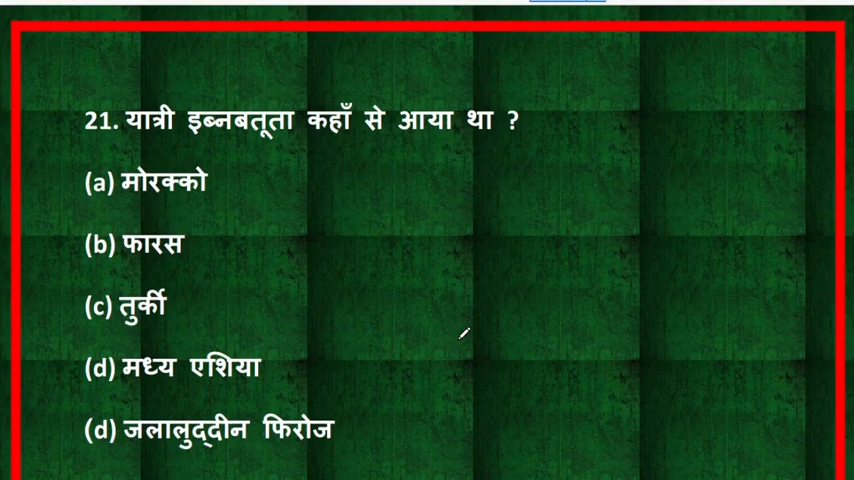 21. यात्री इब्नबतूता कहाँ से आया था ?
(a) मोरक्को
(b) फारस
(c) तुर्की
(d) मध्य एशिया
(d) जलालुद्दीन फिरोज